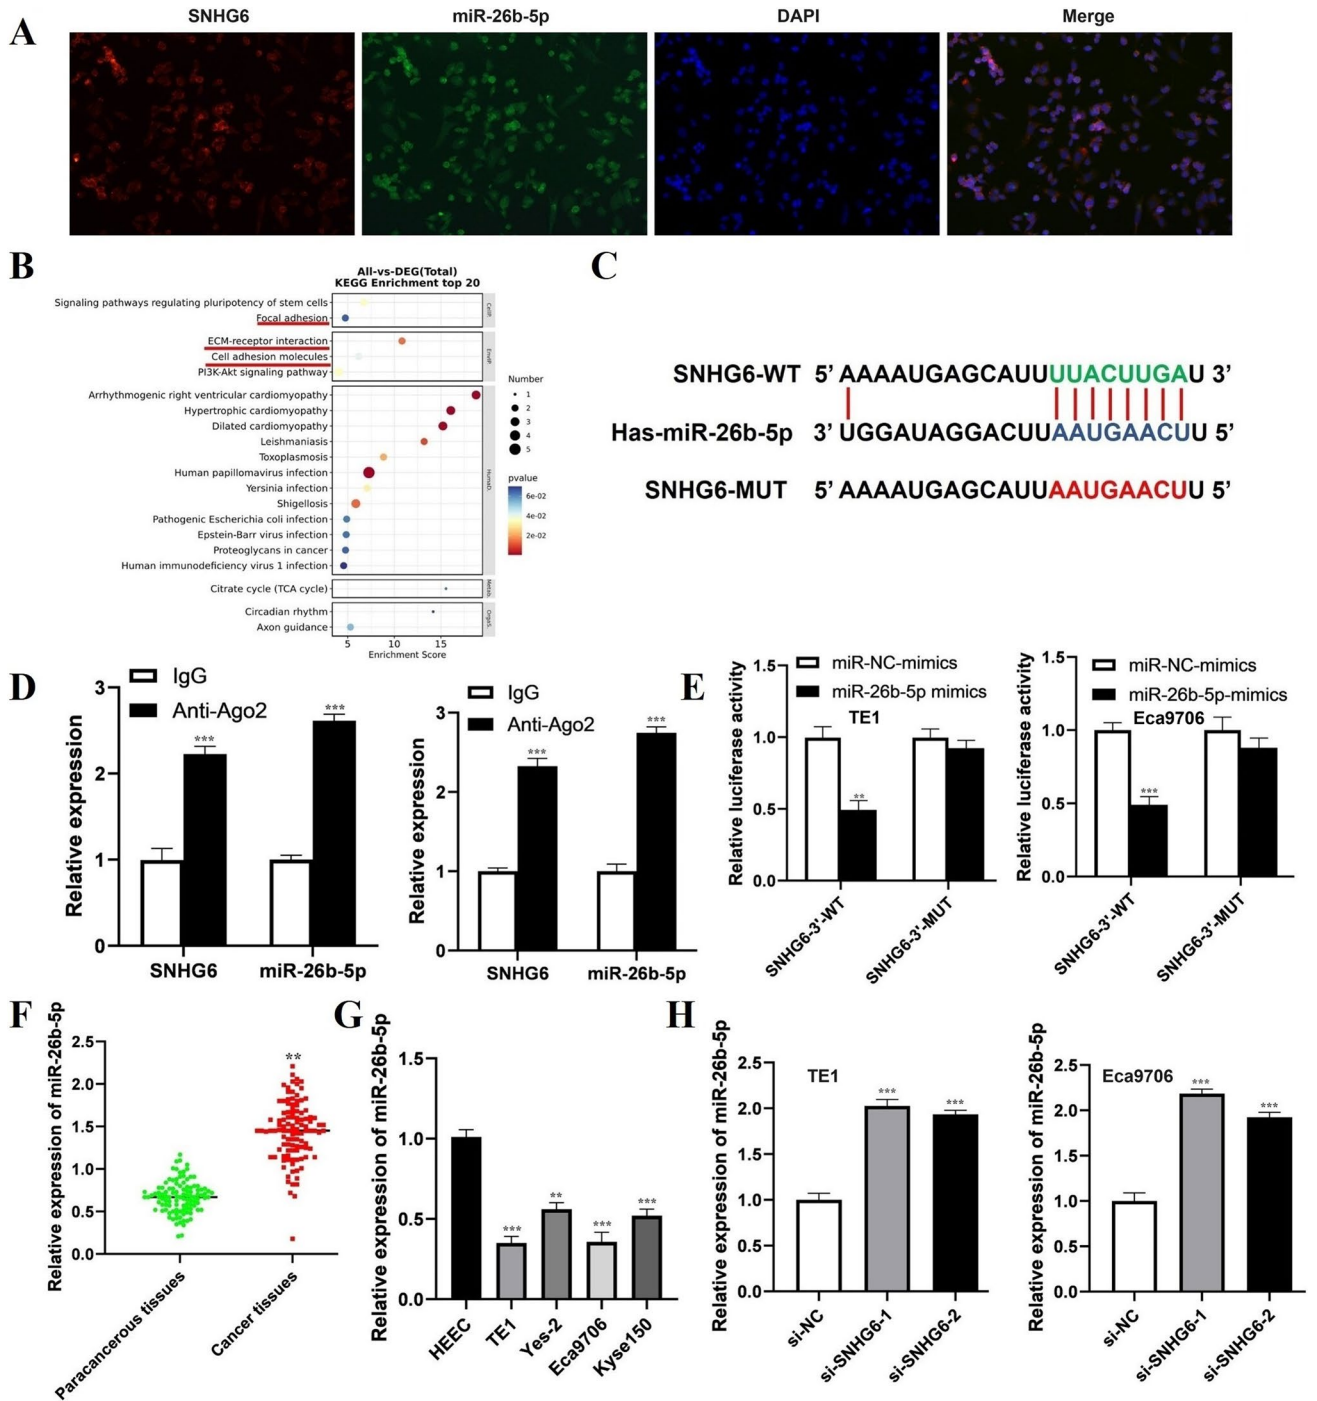 A
SNHG6
miR-26b-5p
DAPI
Merge
B
All-vs-DEG(Total)
KEGG Enrichment top 20
Signaling pathways regulating pluripotency of stem cells
Focal adhesion
CellP.
ECM-receptor interaction
Cell adhesion molecules
PI3K-Akt signaling pathway
EnvIP.
Arrhythmogenic right ventricular cardiomyopathy
Hypertrophic cardiomyopathy
Dilated cardiomyopathy
Leishmaniasis
Toxoplasmosis
Human papillomavirus infection
Yersinia infection
Shigellosis
Pathogenic Escherichia coli infection
Epstein-Barr virus infection
Proteoglycans in cancer
Human immunodeficiency virus 1 infection
HumaD.
Citrate cycle (TCA cycle)
Metab.
Circadian rhythm
Axon guidance
OrgaS.
5 10 15
Enrichment Score
Number
1
2
3
4
5
pvalue
6e-02
4e-02
2e-02
C
SNHG6-WT 5’ AAAAUGAGCAUUUUACUUGAU 3’
Has-miR-26b-5p 3’ UGGAUAGGACUUAAUGAACUU 5’
SNHG6-MUT 5’ AAAAUGAGCAUUAAUGAACUU 5’
D
IgG
Anti-Ago2
Relative expression
3
2
1
0
***
***
SNHG6
miR-26b-5p
IgG
Anti-Ago2
Relative expression
3
2
1
0
***
***
SNHG6
miR-26b-5p
E
miR-NC-mimics
miR-26b-5p mimics
TE1
Relative luciferase activity
1.5
1.0
0.5
0.0
**
SNHG6-3'-WT
SNHG6-3'-MUT
miR-NC-mimics
miR-26b-5p-mimics
Eca9706
Relative luciferase activity
1.5
1.0
0.5
0.0
***
SNHG6-3'-WT
SNHG6-3'-MUT
F
Relative expression of miR-26b-5p
2.5
2.0
1.5
1.0
0.5
0.0
**
Paracancerous tissues
Cancer tissues
G
Relative expression of miR-26b-5p
1.5
1.0
0.5
0.0
***
**
***
***
HEEC
TE1
Yes-2
Eca9706
Kyse150
H
Relative expression of miR-26b-5p
TE1
2.5
2.0
1.5
1.0
0.5
0.0
***
***
si-NC
si-SNHG6-1
si-SNHG6-2
Relative expression of miR-26b-5p
Eca9706
2.5
2.0
1.5
1.0
0.5
0.0
***
***
si-NC
si-SNHG6-1
si-SNHG6-2